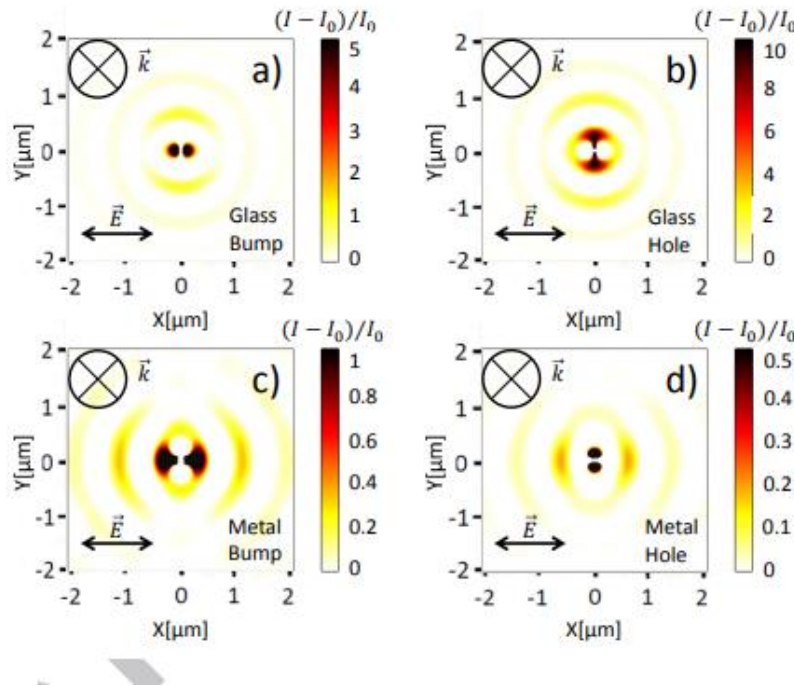 (I − I₀)/I₀ (I − I₀)/I₀
2 k⃗ a) 5 2 k⃗ b) 10
1 4 1 8
Y[μm] 0 3 Y[μm] 0 6
2 4
-1 E⃗ Glass 1 -1 E⃗ Glass 2
-2 Bump 0 -2 Hole 0
-2 -1 0 1 2 -2 -1 0 1 2
X[μm] X[μm]
(I − I₀)/I₀ (I − I₀)/I₀
2 k⃗ c) 1 2 k⃗ d) 0.5
1 0.8 1 0.4
Y[μm] 0 0.6 Y[μm] 0 0.3
0.4 0.2
-1 E⃗ Metal 0.2 -1 E⃗ Metal 0.1
-2 Bump 0 -2 Hole 0
-2 -1 0 1 2 -2 -1 0 1 2
X[μm] X[μm]